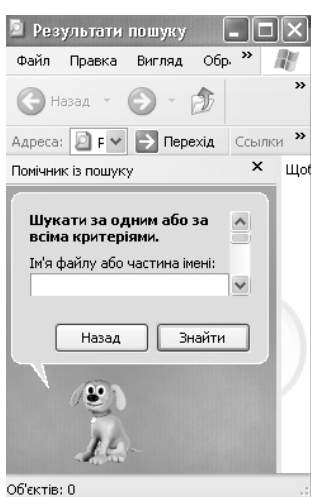 Результати пошуку
Файл Правка Вигляд Обр. »
Назад »
Адреса: F Перехід Ссылки »
Помічник із пошуку × Щоб
Шукати за одним або за
всіма критеріями.
Ім'я файлу або частина імені:
Назад Знайти
Об'єктів: 0